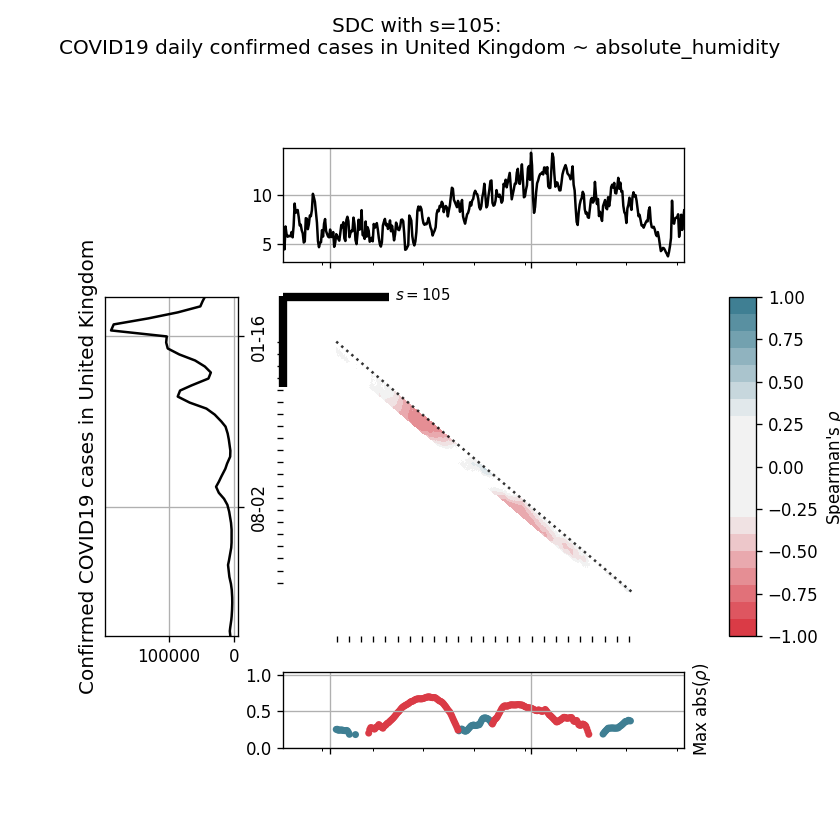 SDC with s=105:
COVID19 daily confirmed cases in United Kingdom ~ absolute_humidity
10
5
s = 105
Confirmed COVID19 cases in United Kingdom
01-16
08-02
100000 0
1.00
0.75
0.50
0.25
0.00
−0.25
−0.50
−0.75
−1.00
Spearman's ρ
1.0
0.5
0.0
Max abs(ρ)